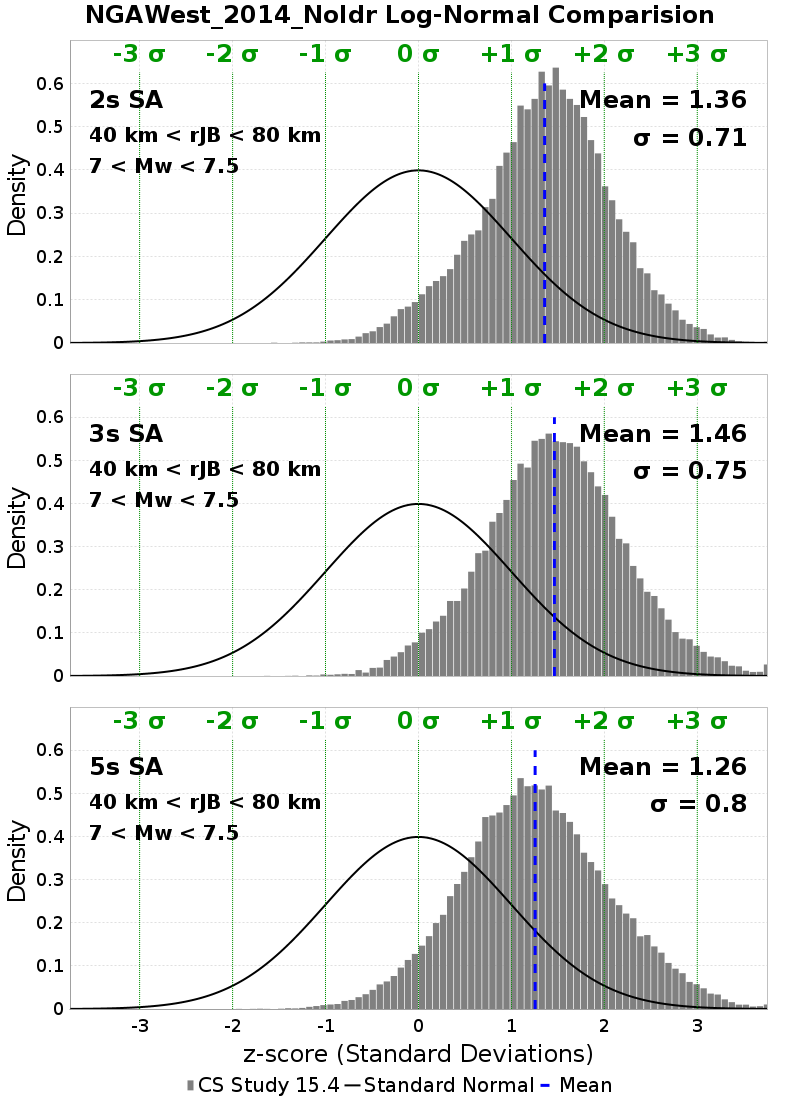 NGAWest_2014_NoIdr Log-Normal Comparision
-3 σ -2 σ -1 σ 0 σ +1 σ +2 σ +3 σ
2s SA
Mean = 1.36
40 km < rJB < 80 km
σ = 0.71
7 < Mw < 7.5
0.6
0.5
0.4
0.3
0.2
0.1
0
Density
-3 σ -2 σ -1 σ 0 σ +1 σ +2 σ +3 σ
3s SA
Mean = 1.46
40 km < rJB < 80 km
σ = 0.75
7 < Mw < 7.5
0.6
0.5
0.4
0.3
0.2
0.1
0
Density
-3 σ -2 σ -1 σ 0 σ +1 σ +2 σ +3 σ
5s SA
Mean = 1.26
40 km < rJB < 80 km
σ = 0.8
7 < Mw < 7.5
0.6
0.5
0.4
0.3
0.2
0.1
0
Density
-3 -2 -1 0 1 2 3
z-score (Standard Deviations)
CS Study 15.4 Standard Normal Mean